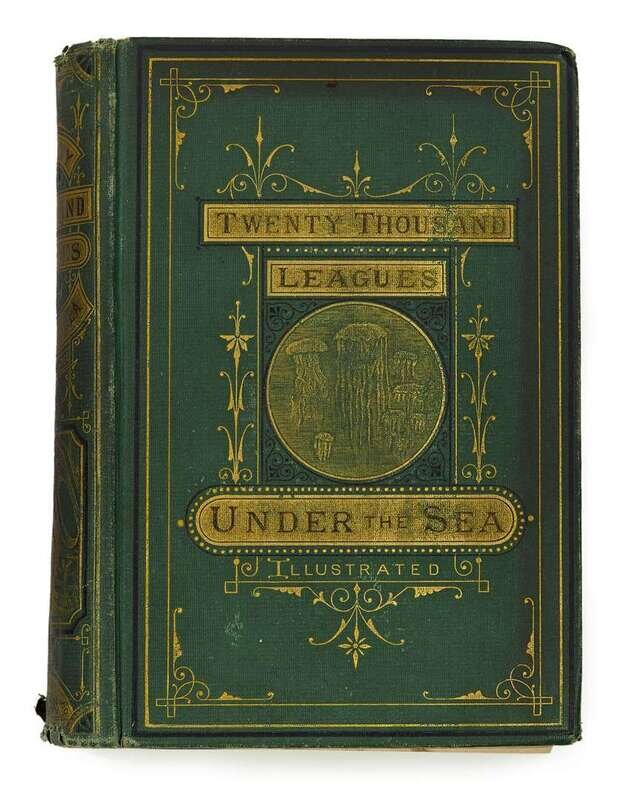 TWENTY THOUSAND
LEAGUES
UNDER THE SEA
ILLUSTRATED